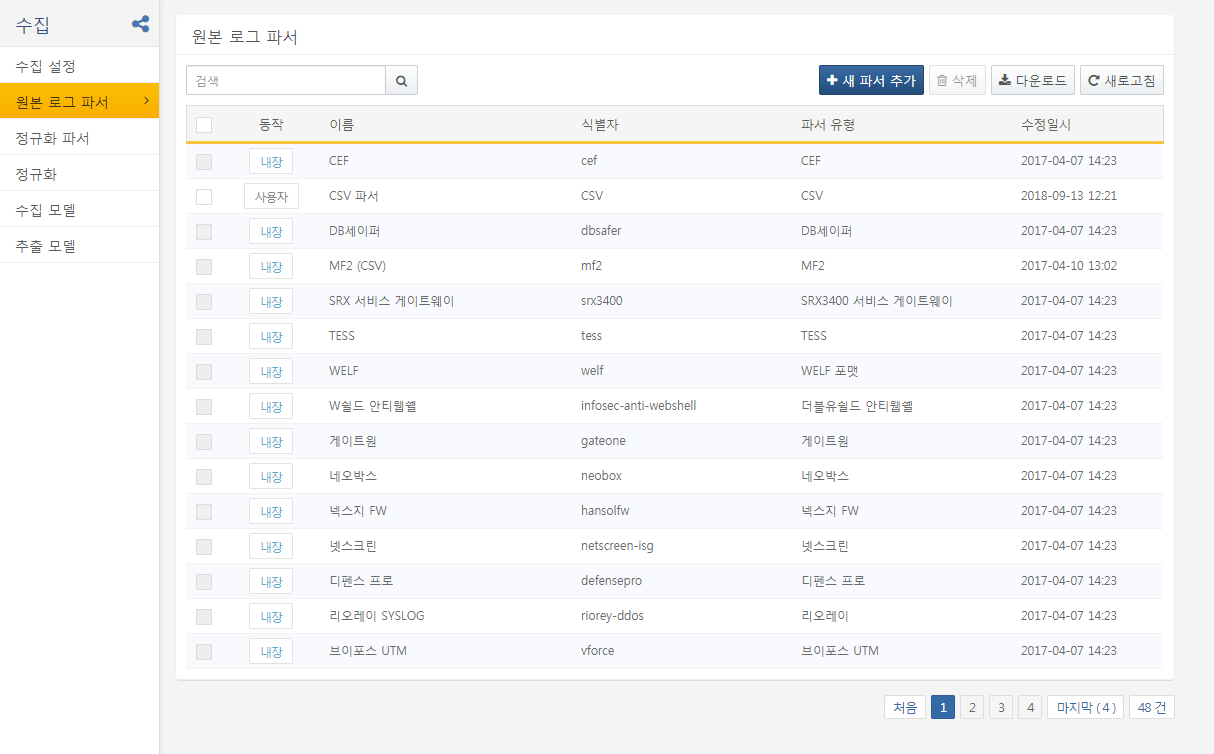 수집
수집 설정
원본 로그 파서
정규화 파서
정규화
수집 모델
추출 모델
원본 로그 파서
검색 새 파서 추가 삭제 다운로드 새로고침
동작 이름 식별자 파서 유형 수정일시
내장 CEF cef CEF 2017-04-07 14:23
사용자 CSV 파서 CSV CSV 2018-09-13 12:21
내장 DB세이퍼 dbsafer DB세이퍼 2017-04-07 14:23
내장 MF2 (CSV) mf2 MF2 2017-04-10 13:02
내장 SRX 서비스 게이트웨이 srx3400 SRX3400 서비스 게이트웨이 2017-04-07 14:23
내장 TESS tess TESS 2017-04-07 14:23
내장 WELF welf WELF 포맷 2017-04-07 14:23
내장 W쉴드 안티웹쉘 infosec-anti-webshell 더블유쉴드 안티웹쉘 2017-04-07 14:23
내장 게이트원 gateone 게이트원 2017-04-07 14:23
내장 네오박스 neobox 네오박스 2017-04-07 14:23
내장 넥스지 FW hansolfw 넥스지 FW 2017-04-07 14:23
내장 넷스크린 netscreen-isg 넷스크린 2017-04-07 14:23
내장 디펜스 프로 defensepro 디펜스 프로 2017-04-07 14:23
내장 리오레이 SYSLOG riorey-ddos 리오레이 2017-04-07 14:23
내장 브이포스 UTM vforce 브이포스 UTM 2017-04-07 14:23
처음 1 2 3 4 마지막 ( 4 ) 48 건